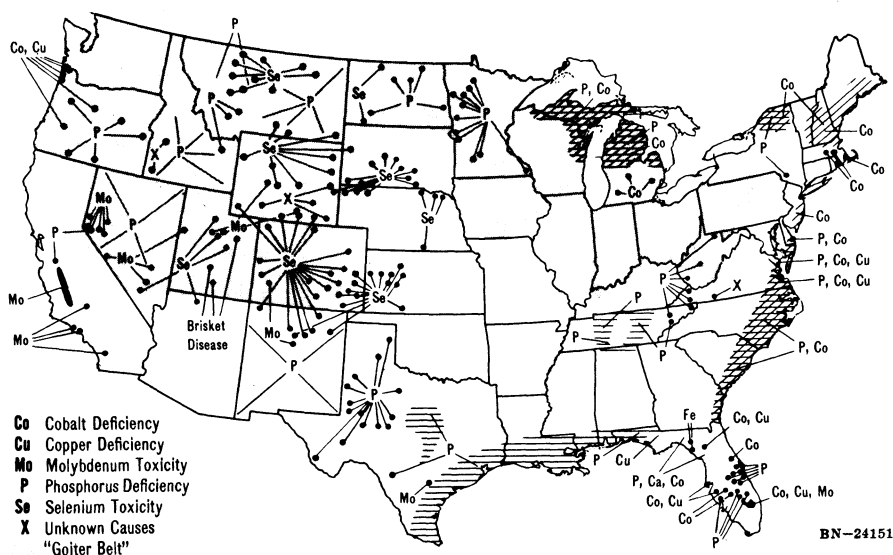 P
Co, Cu
Se
Se
P
P, Co
Co
P
P
P
P
P
Co
P
Se
Co
P
X
P
Co
Se
Co
Mo
X
Se
Co
P
Mo
P
P, Co
Mo
Se
Se
P
X
P, Co, Cu
Mo
Se
P
P, Co, Cu
Brisket
Disease
Mo
P
P
P, Co
Mo
P
P
Co Cobalt Deficiency
Cu Copper Deficiency
Mo Molybdenum Toxicity
P Phosphorus Deficiency
Se Selenium Toxicity
X Unknown Causes
"Goiter Belt"
Fe
Co, Cu
P
P
Cu
Co
P
P, Ca, Co
Mo
Co, Cu
Co, Cu, Mo
Co
P
BN-24151